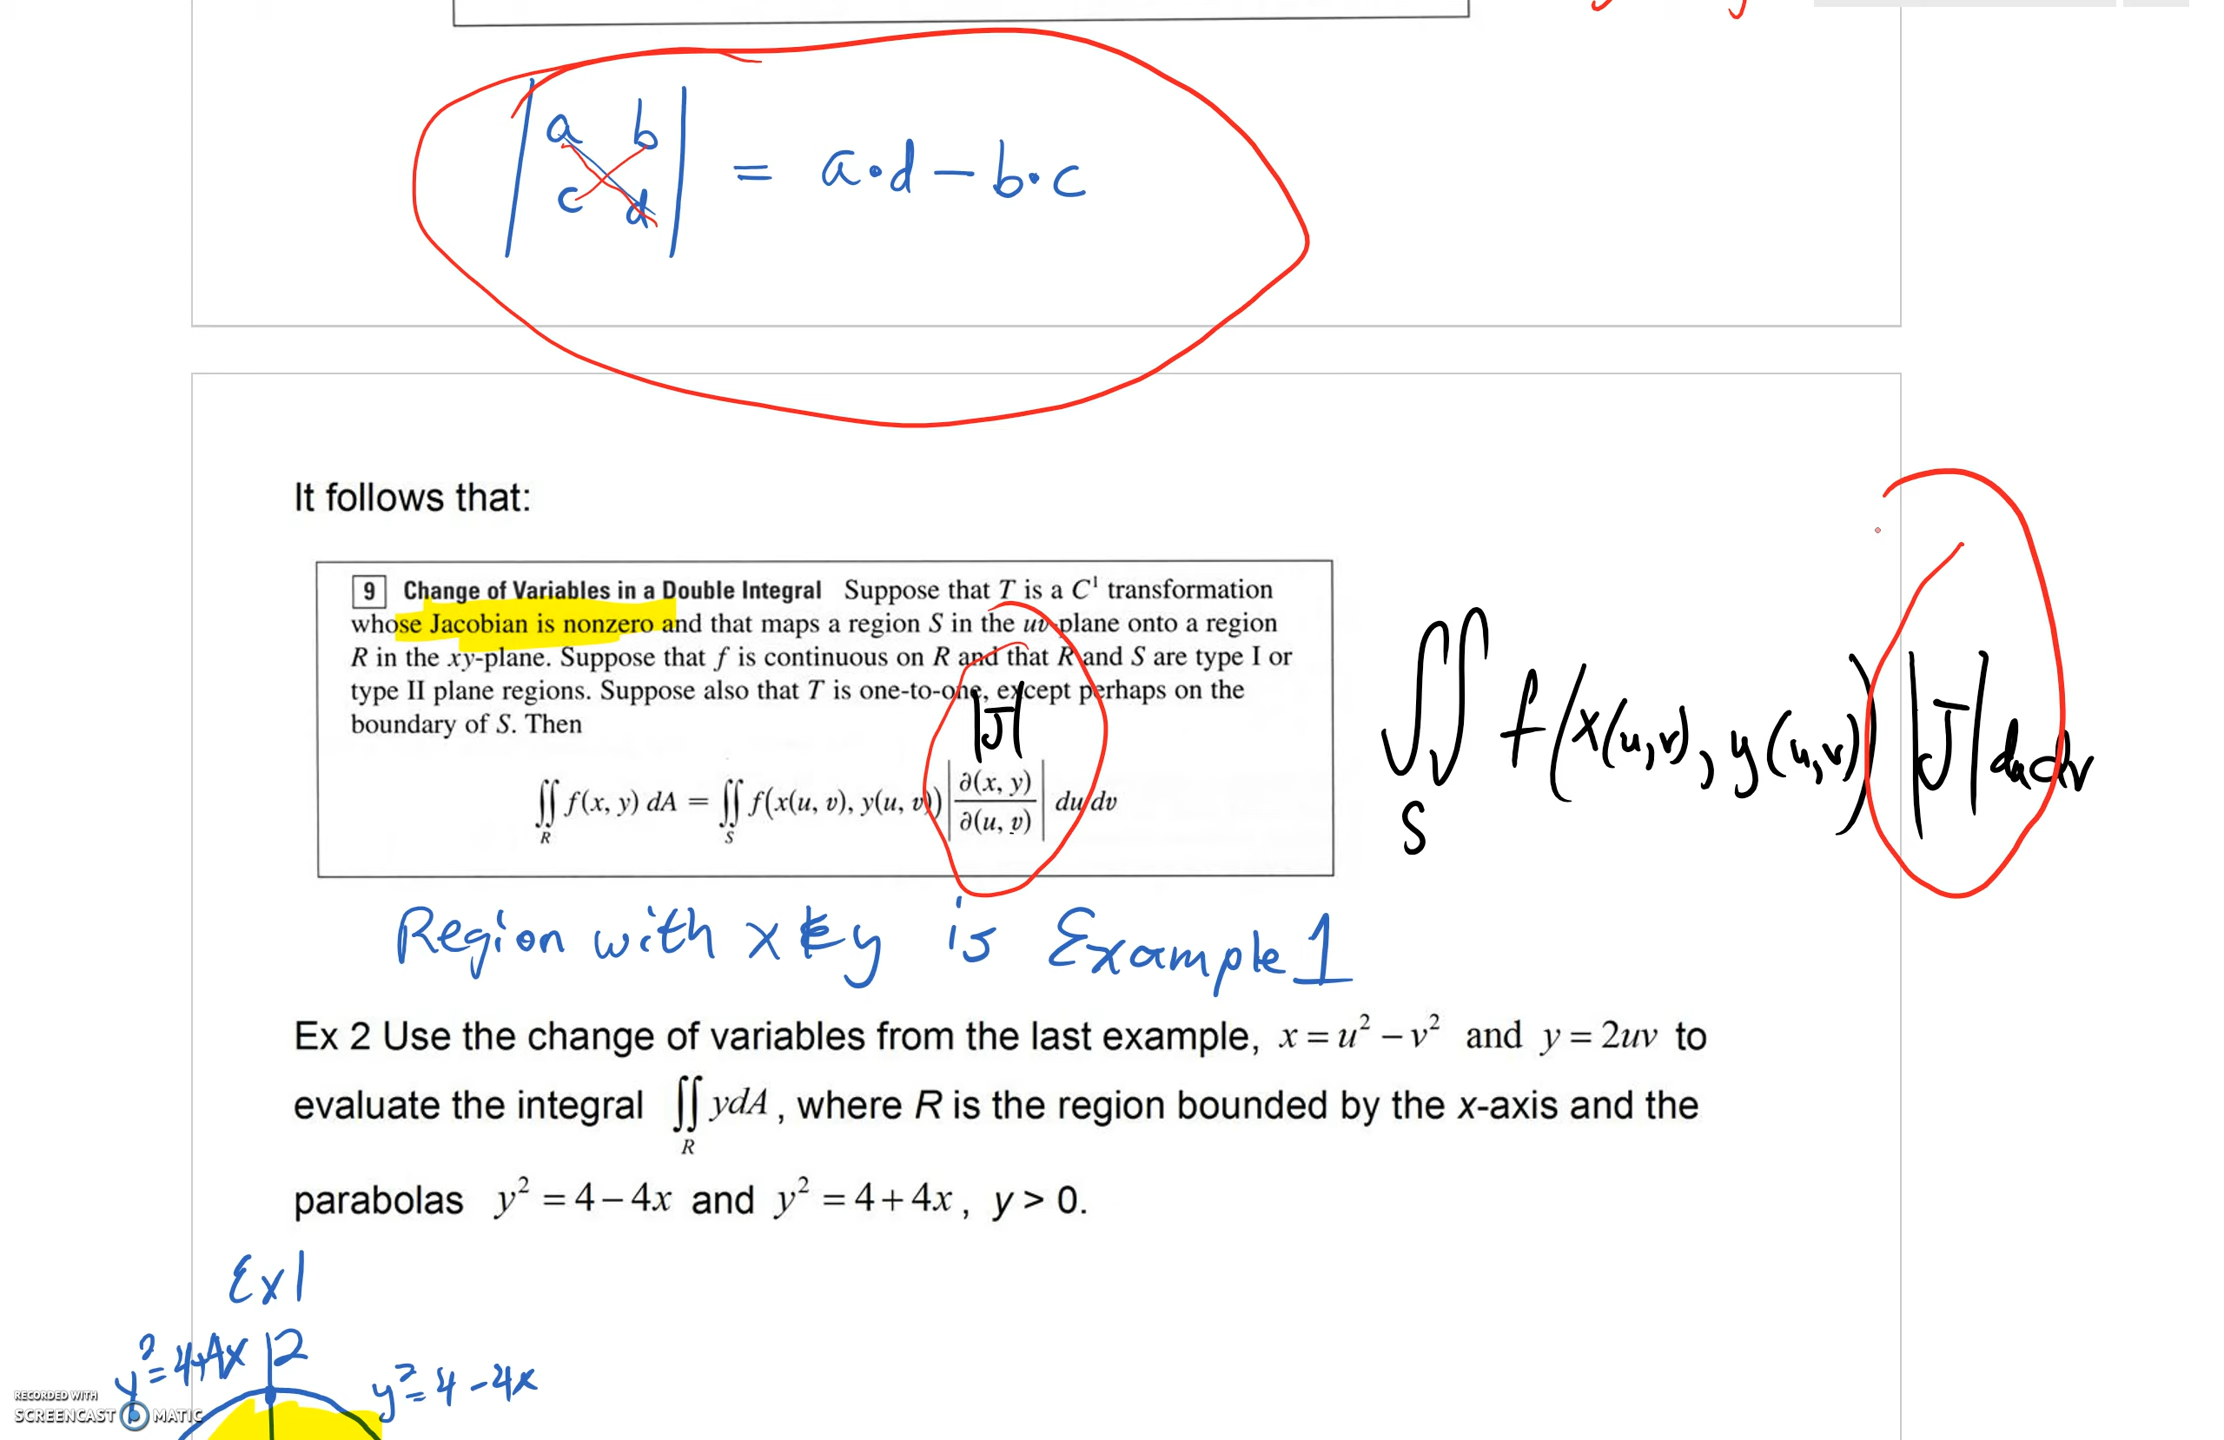 | a b | = a·d − b·c
| c d |
It follows that:
9 Change of Variables in a Double Integral Suppose that T is a C¹ transformation
whose Jacobian is nonzero and that maps a region S in the uv-plane onto a region
R in the xy-plane. Suppose that f is continuous on R and that R and S are type I or
type II plane regions. Suppose also that T is one-to-one, except perhaps on the
boundary of S. Then
|J|
∬_R f(x, y) dA = ∬_S f(x(u, v), y(u, v)) |∂(x, y)/∂(u, v)| du dv
∬_S f(x(u,v), y(u,v)) |J| du dv
Region with x & y is Example 1
Ex 2 Use the change of variables from the last example, x = u² − v² and y = 2uv to
evaluate the integral ∬_R ydA, where R is the region bounded by the x-axis and the
parabolas y² = 4 − 4x and y² = 4 + 4x, y > 0.
Ex 1
y² = 4+4x 2
y² = 4 − 4x
RECORDED WITH
SCREENCAST MATIC